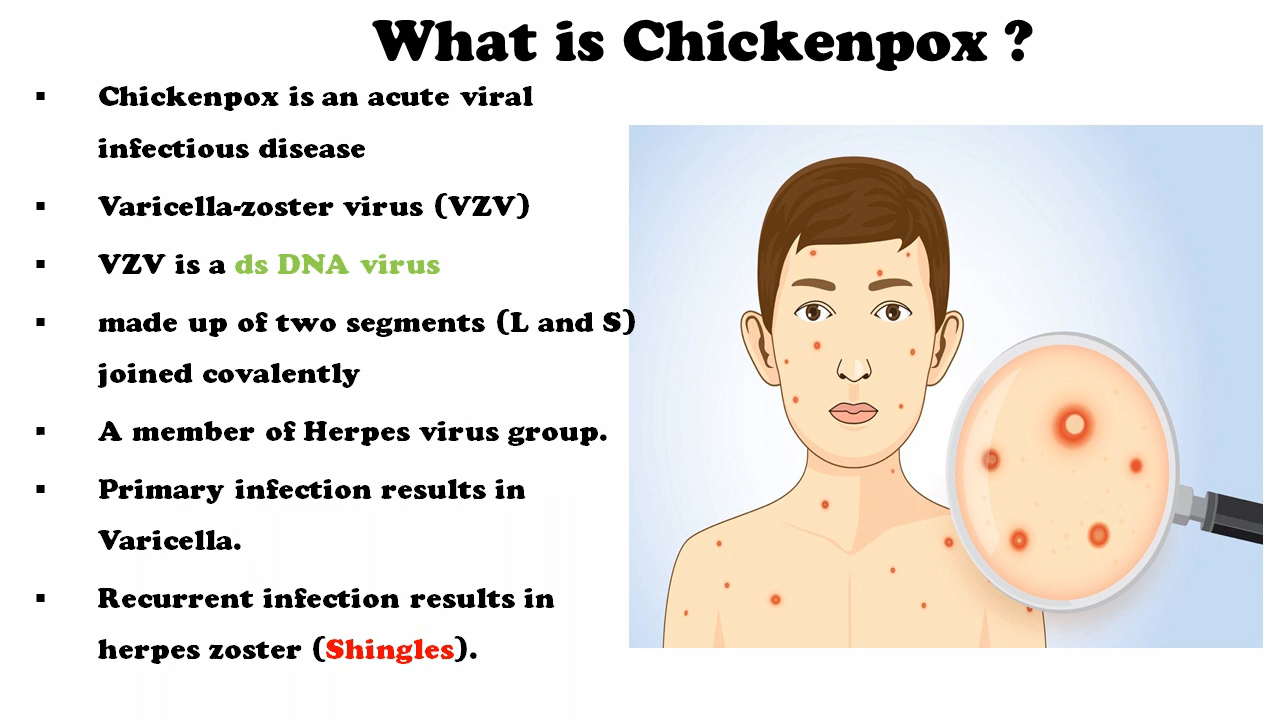 What is Chickenpox ?
▪ Chickenpox is an acute viral
infectious disease
▪ Varicella-zoster virus (VZV)
▪ VZV is a ds DNA virus
▪ made up of two segments (L and S)
joined covalently
▪ A member of Herpes virus group.
▪ Primary infection results in
Varicella.
▪ Recurrent infection results in
herpes zoster (Shingles).